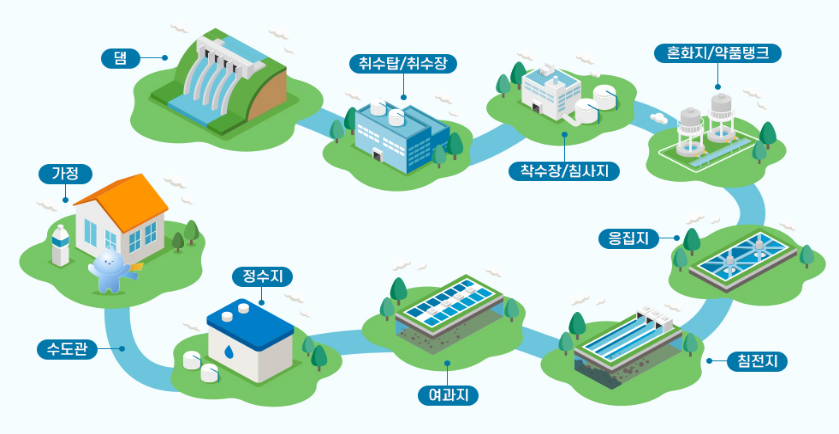 댐
취수탑/취수장
착수장/침사지
혼화지/약품탱크
응집지
침전지
여과지
정수지
수도관
가정